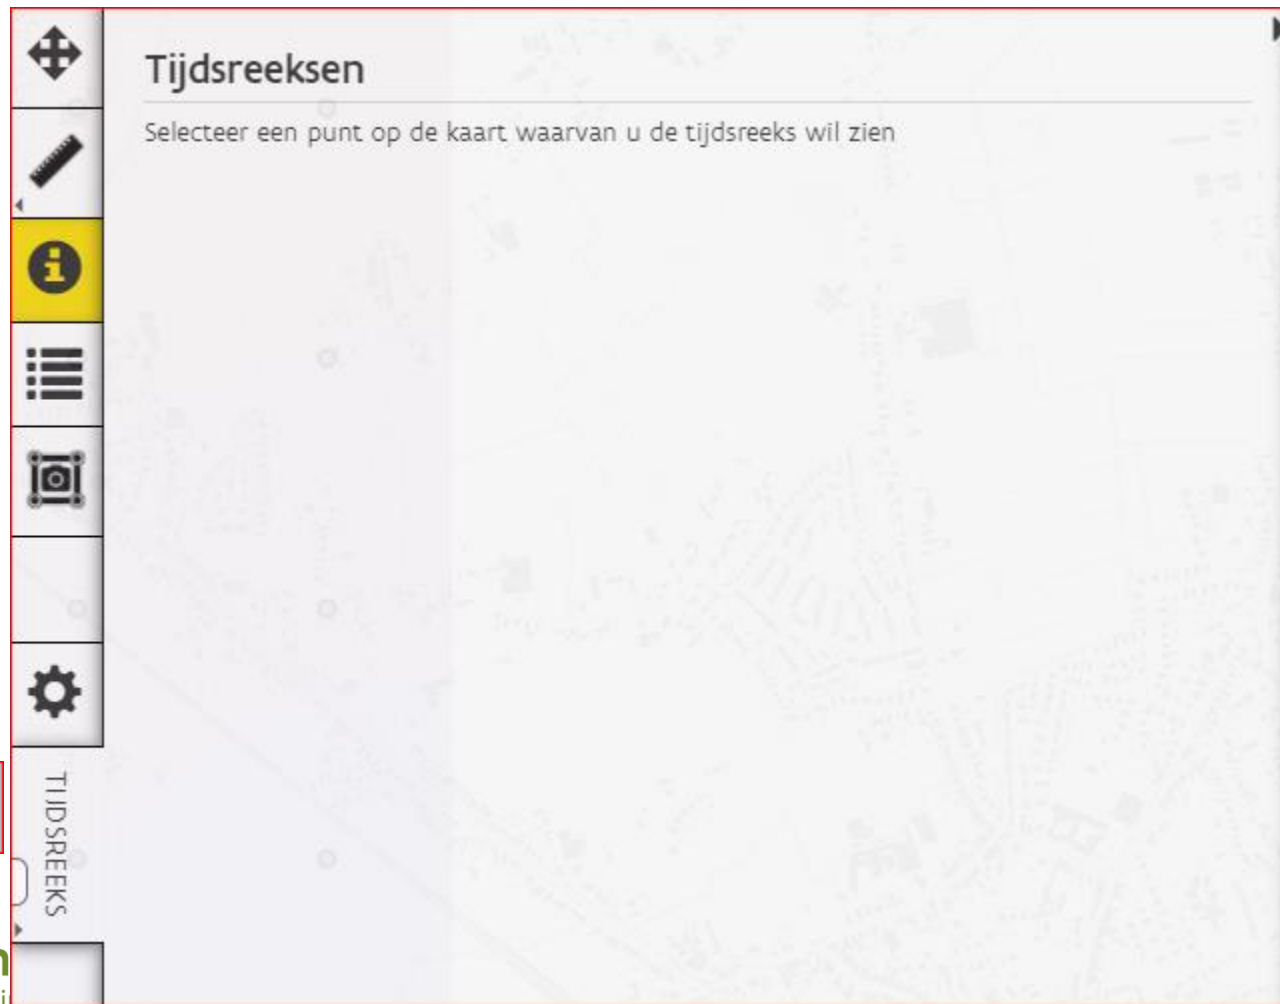 Tijdsreeksen
Selecteer een punt op de kaart waarvan u de tijdsreeks wil zien
TIJDSREEKS